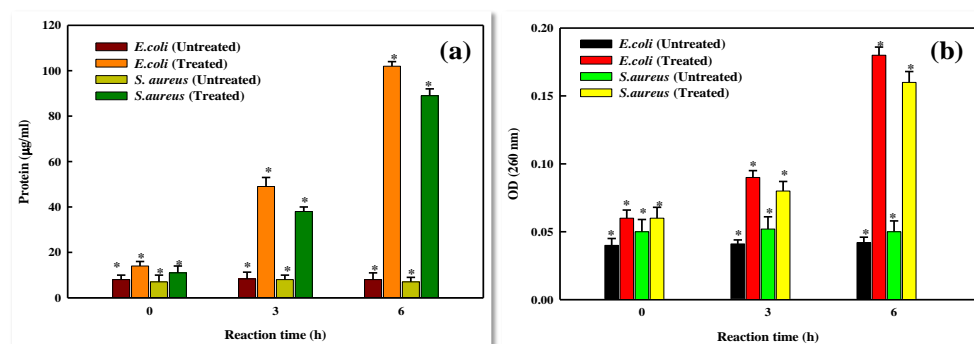 120
100
80
60
40
20
0
Protein (µg/ml)
E.coli (Untreated)
E.coli (Treated)
S. aureus (Untreated)
S.aureus (Treated)
(a)
* * * * * * * * * * * *
0 3 6
Reaction time (h)
0.20
0.15
0.10
0.05
0.00
OD (260 nm)
E.coli (Untreated)
E.coli (Treated)
S.aureus (Untreated)
S.aureus (Treated)
(b)
* * * * * * * * * * * *
0 3 6
Reaction time (h)